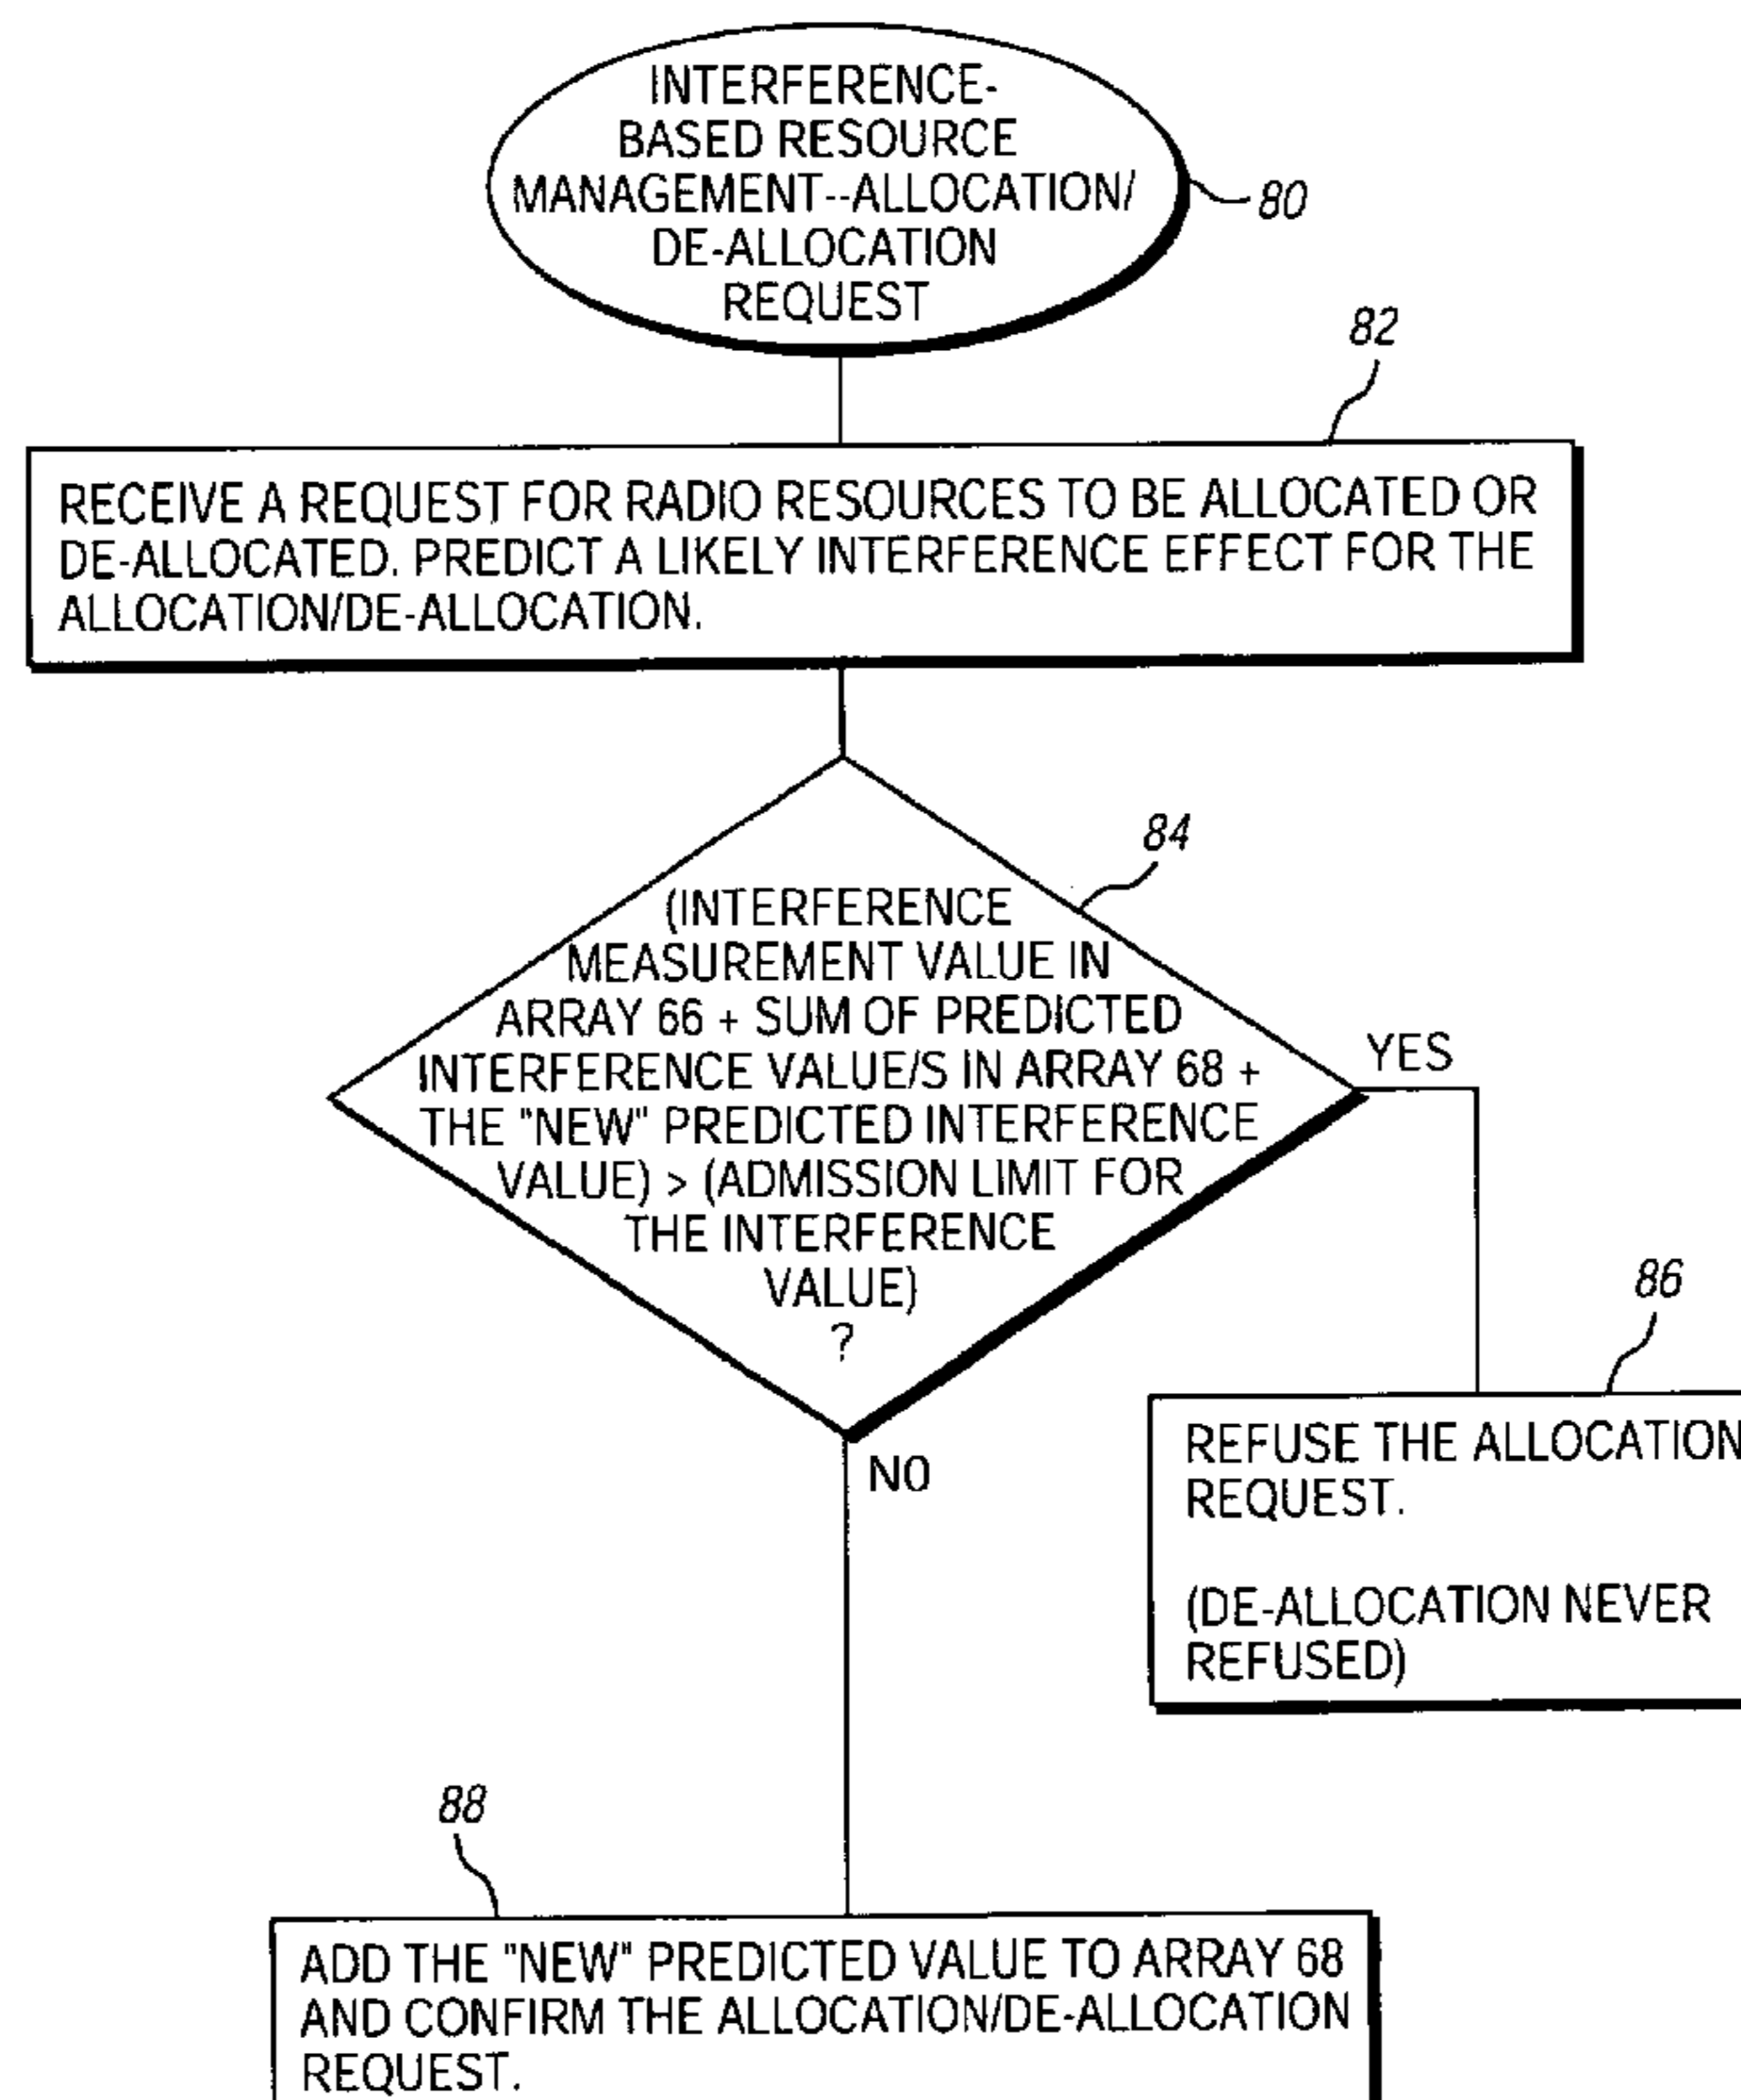 INTERFERENCE-
BASED RESOURCE
MANAGEMENT--ALLOCATION/
DE-ALLOCATION
REQUEST
80
82
RECEIVE A REQUEST FOR RADIO RESOURCES TO BE ALLOCATED OR
DE-ALLOCATED. PREDICT A LIKELY INTERFERENCE EFFECT FOR THE
ALLOCATION/DE-ALLOCATION.
84
(INTERFERENCE
MEASUREMENT VALUE IN
ARRAY 66 + SUM OF PREDICTED
INTERFERENCE VALUE/S IN ARRAY 68 +
THE "NEW" PREDICTED INTERFERENCE
VALUE) > (ADMISSION LIMIT FOR
THE INTERFERENCE
VALUE)
?
YES
NO
86
REFUSE THE ALLOCATION
REQUEST.
(DE-ALLOCATION NEVER
REFUSED)
88
ADD THE "NEW" PREDICTED VALUE TO ARRAY 68
AND CONFIRM THE ALLOCATION/DE-ALLOCATION
REQUEST.